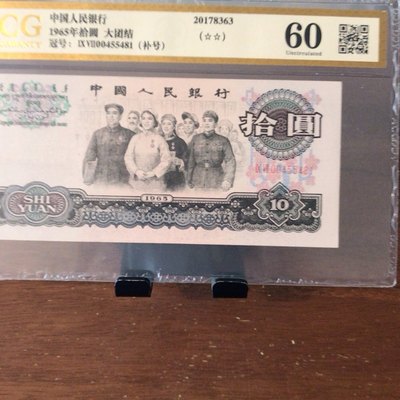 CG
中国人民银行
1965年拾圆 大团结
冠号: IXVII00455481 (补号)
20178363
(☆☆)
60
Uncirculated
中國人民銀行
拾圓
1965
SHI
YUAN
10